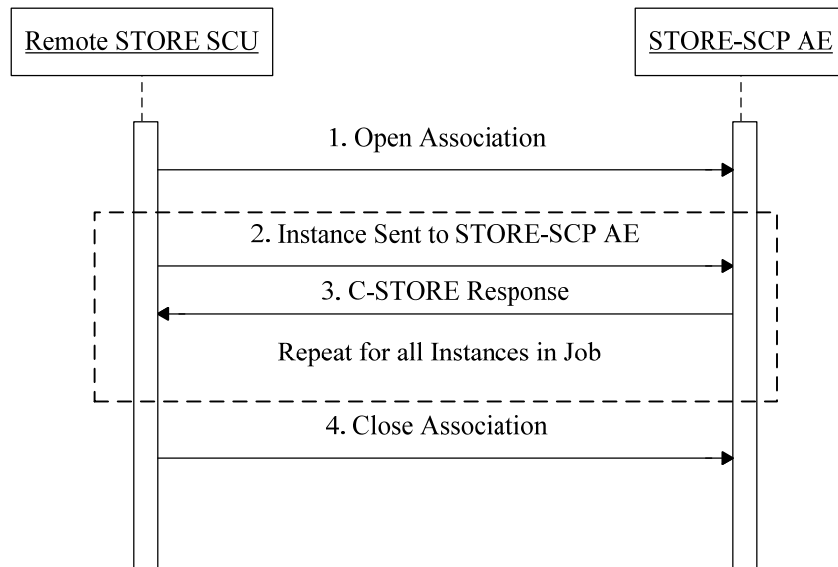 Remote STORE SCU
STORE-SCP AE
1. Open Association
2. Instance Sent to STORE-SCP AE
3. C-STORE Response
Repeat for all Instances in Job
4. Close Association